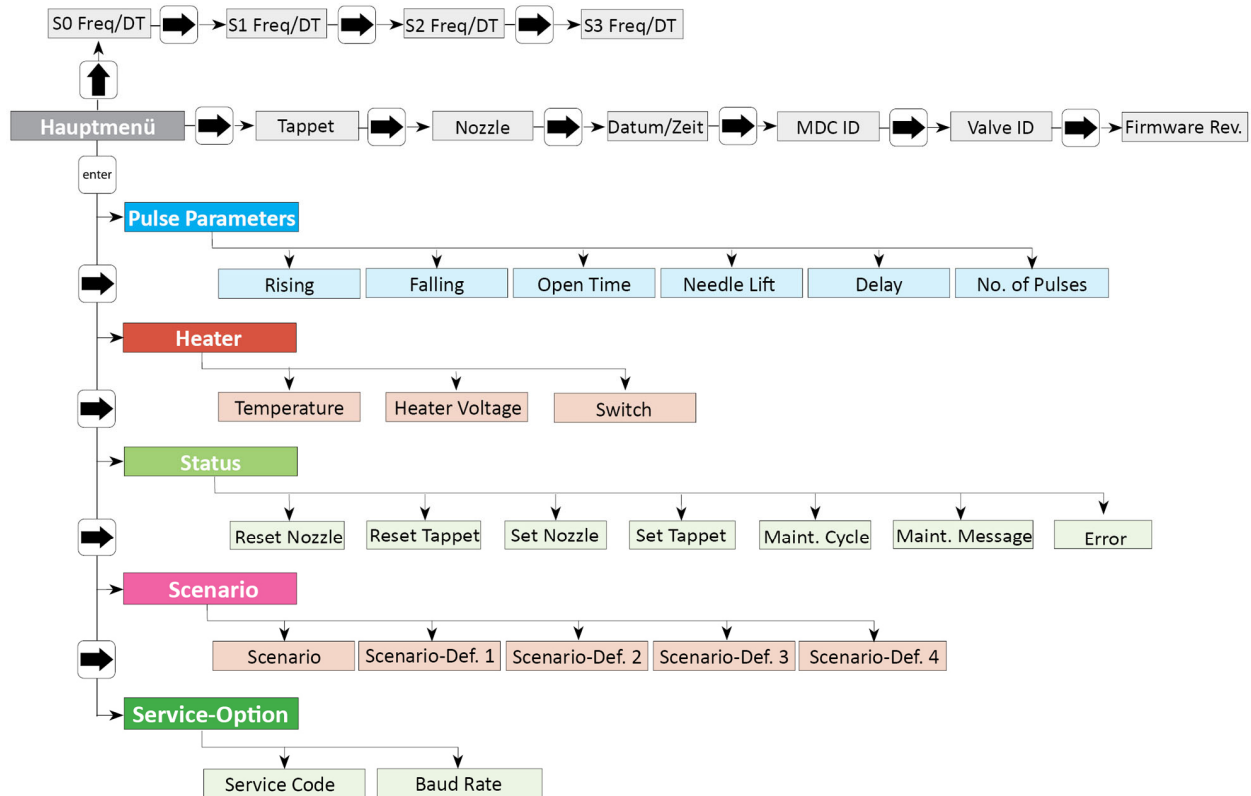 S0 Freq/DT S1 Freq/DT S2 Freq/DT S3 Freq/DT
Hauptmenü Tappet Nozzle Datum/Zeit MDC ID Valve ID Firmware Rev.
enter
Pulse Parameters
Rising Falling Open Time Needle Lift Delay No. of Pulses
Heater
Temperature Heater Voltage Switch
Status
Reset Nozzle Reset Tappet Set Nozzle Set Tappet Maint. Cycle Maint. Message Error
Scenario
Scenario Scenario-Def. 1 Scenario-Def. 2 Scenario-Def. 3 Scenario-Def. 4
Service-Option
Service Code Baud Rate